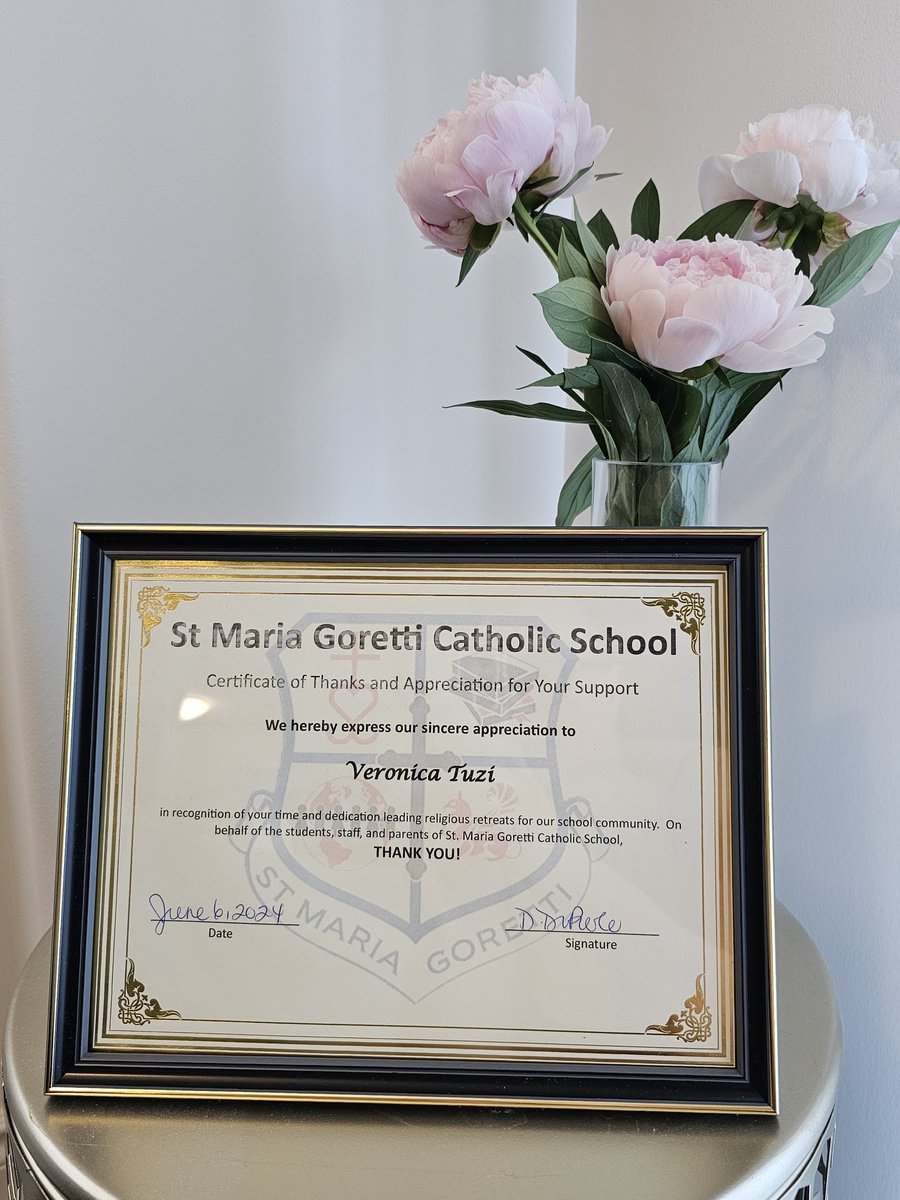 St Maria Goretti Catholic School
Certificate of Thanks and Appreciation for Your Support
We hereby express our sincere appreciation to
Veronica Tuzi
in recognition of your time and dedication leading religious retreats for our school community. On
behalf of the students, staff, and parents of St. Maria Goretti Catholic School,
THANK YOU!
June 6, 2024
Date
Signature
ST MARIA GORETTI